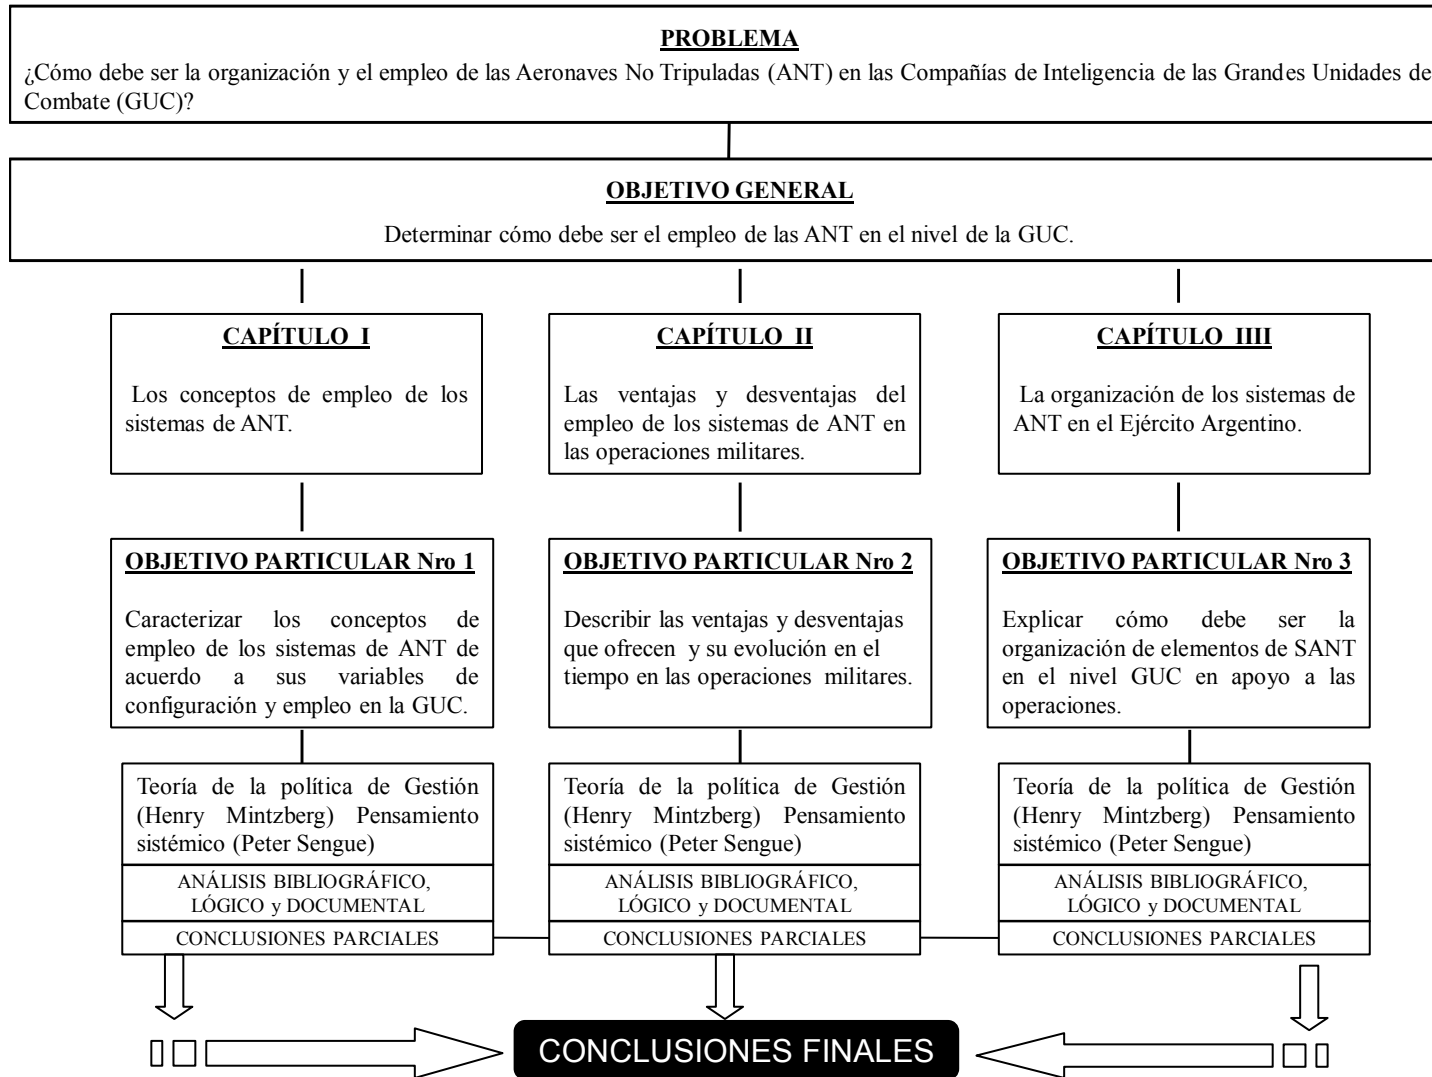 PROBLEMA
¿Cómo debe ser la organización y el empleo de las Aeronaves No Tripuladas (ANT) en las Compañías de Inteligencia de las Grandes Unidades de
Combate (GUC)?
OBJETIVO GENERAL
Determinar cómo debe ser el empleo de las ANT en el nivel de la GUC.
CAPÍTULO I
Los conceptos de empleo de los
sistemas de ANT.
CAPÍTULO II
Las ventajas y desventajas del
empleo de los sistemas de ANT en
las operaciones militares.
CAPÍTULO IIII
La organización de los sistemas de
ANT en el Ejército Argentino.
OBJETIVO PARTICULAR Nro 1
Caracterizar los conceptos de
empleo de los sistemas de ANT de
acuerdo a sus variables de
configuración y empleo en la GUC.
OBJETIVO PARTICULAR Nro 2
Describir las ventajas y desventajas
que ofrecen y su evolución en el
tiempo en las operaciones militares.
OBJETIVO PARTICULAR Nro 3
Explicar cómo debe ser la
organización de elementos de SANT
en el nivel GUC en apoyo a las
operaciones.
Teoría de la política de Gestión
(Henry Mintzberg) Pensamiento
sistémico (Peter Sengue)
ANÁLISIS BIBLIOGRÁFICO,
LÓGICO y DOCUMENTAL
CONCLUSIONES PARCIALES
Teoría de la política de Gestión
(Henry Mintzberg) Pensamiento
sistémico (Peter Sengue)
ANÁLISIS BIBLIOGRÁFICO,
LÓGICO y DOCUMENTAL
CONCLUSIONES PARCIALES
Teoría de la política de Gestión
(Henry Mintzberg) Pensamiento
sistémico (Peter Sengue)
ANÁLISIS BIBLIOGRÁFICO,
LÓGICO y DOCUMENTAL
CONCLUSIONES PARCIALES
CONCLUSIONES FINALES